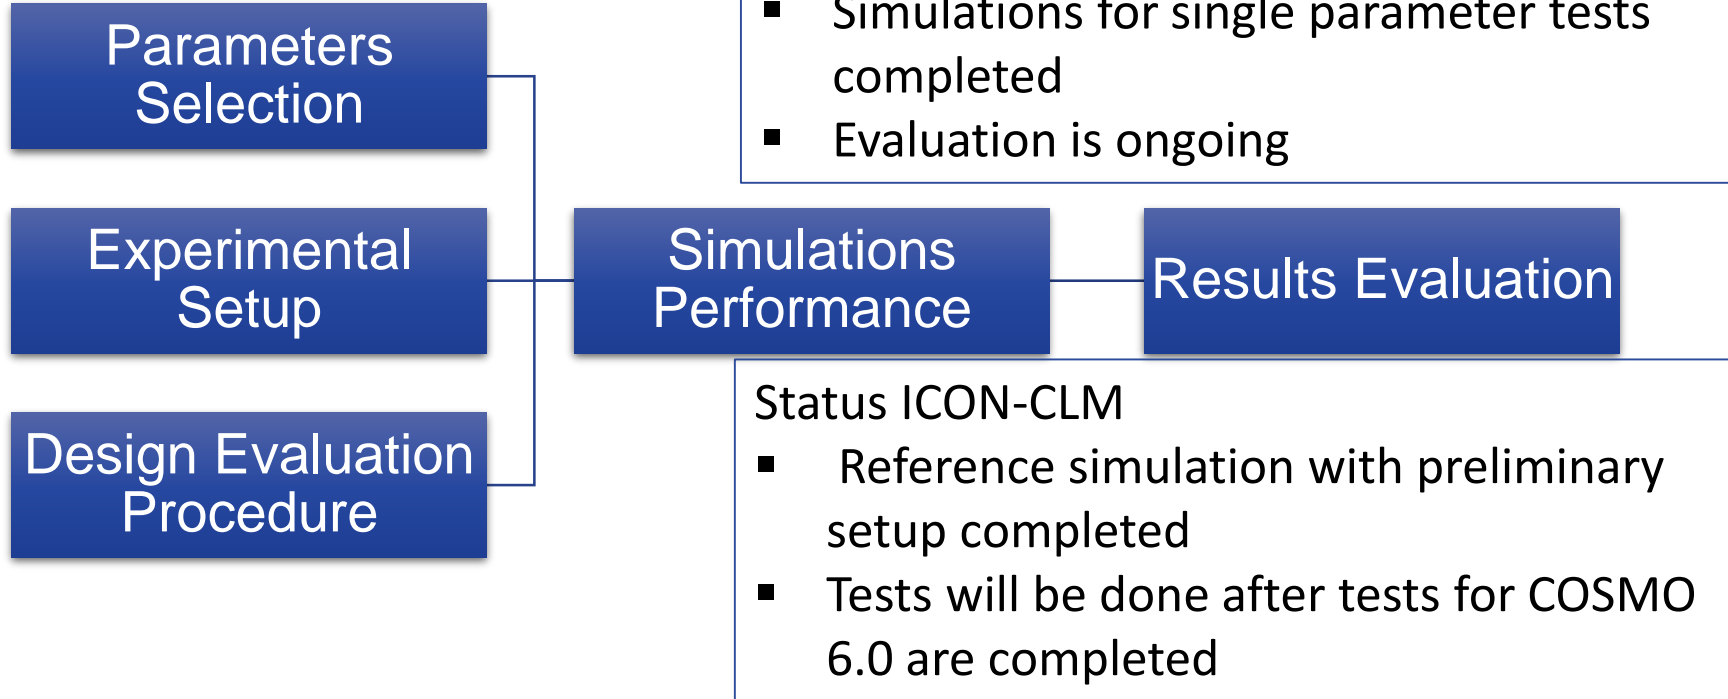 Parameters
Selection
▪ Simulations for single parameter tests
completed
▪ Evaluation is ongoing
Experimental
Setup
Simulations
Performance
Results Evaluation
Design Evaluation
Procedure
Status ICON-CLM
▪ Reference simulation with preliminary
setup completed
▪ Tests will be done after tests for COSMO
6.0 are completed